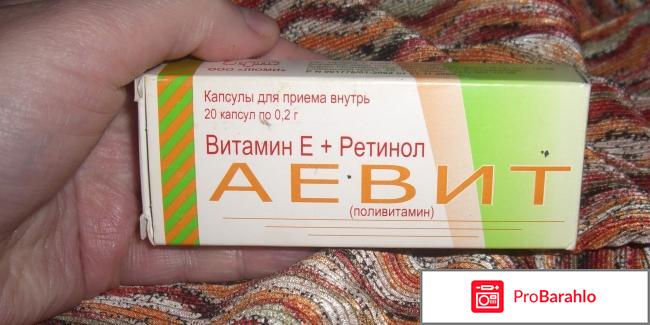 Капсулы для приема внутрь
20 капсул по 0,2 г
Витамин Е + Ретинол
АЕВИТ
(поливитамин)
ProBarahlo